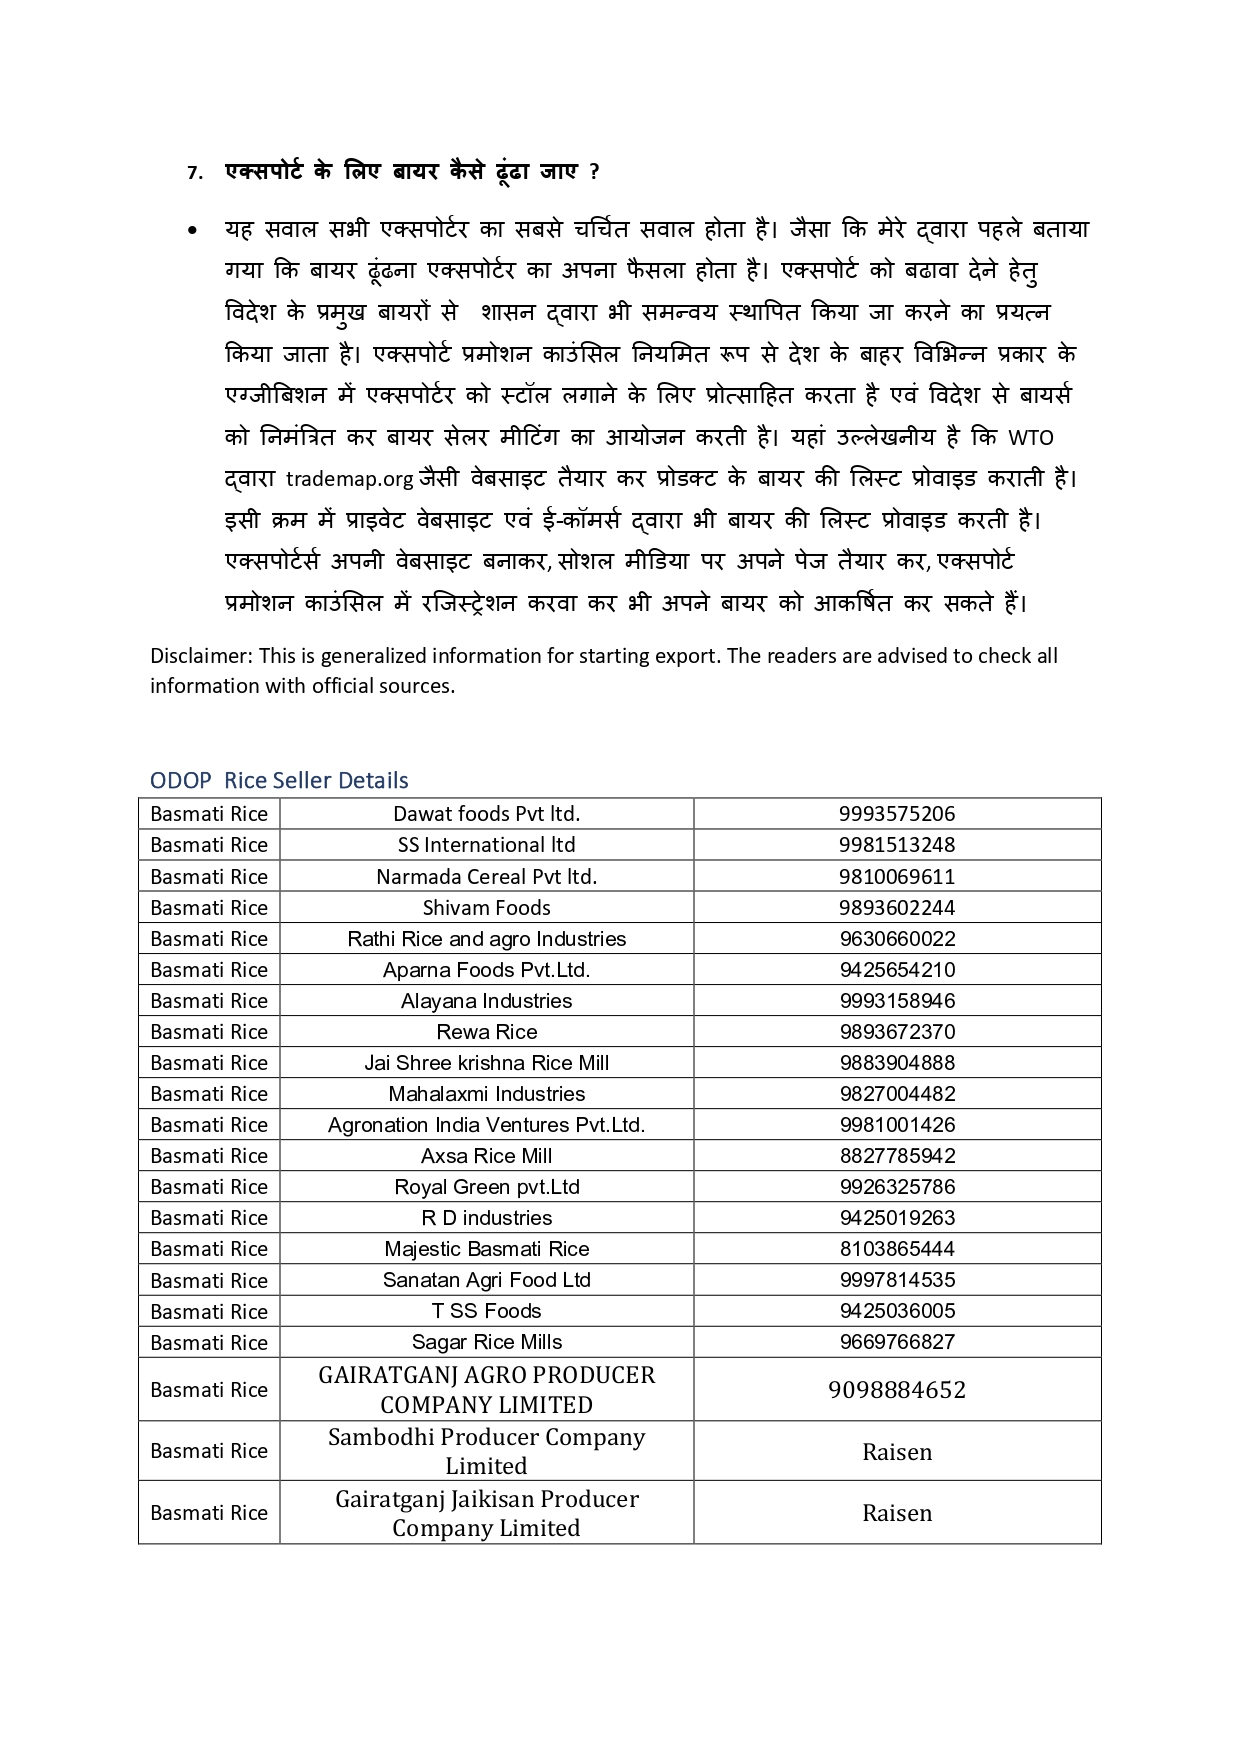 7. एक्सपोर्ट के लिए बायर कैसे ढूंढा जाए ?
• यह सवाल सभी एक्सपोर्टर का सबसे चर्चित सवाल होता है। जैसा कि मेरे द्वारा पहले बताया
गया कि बायर ढूंढना एक्सपोर्टर का अपना फैसला होता है। एक्सपोर्ट को बढावा देने हेतु
विदेश के प्रमुख बायरों से शासन द्वारा भी समन्वय स्थापित किया जा करने का प्रयत्न
किया जाता है। एक्सपोर्ट प्रमोशन काउंसिल नियमित रूप से देश के बाहर विभिन्न प्रकार के
एग्जीबिशन में एक्सपोर्टर को स्टॉल लगाने के लिए प्रोत्साहित करता है एवं विदेश से बायर्स
को निमंत्रित कर बायर सेलर मीटिंग का आयोजन करती है। यहां उल्लेखनीय है कि WTO
द्वारा trademap.org जैसी वेबसाइट तैयार कर प्रोडक्ट के बायर की लिस्ट प्रोवाइड कराती है।
इसी क्रम में प्राइवेट वेबसाइट एवं ई-कॉमर्स द्वारा भी बायर की लिस्ट प्रोवाइड करती है।
एक्सपोर्टर्स अपनी वेबसाइट बनाकर, सोशल मीडिया पर अपने पेज तैयार कर, एक्सपोर्ट
प्रमोशन काउंसिल में रजिस्ट्रेशन करवा कर भी अपने बायर को आकर्षित कर सकते हैं।
Disclaimer: This is generalized information for starting export. The readers are advised to check all
information with official sources.
ODOP Rice Seller Details
Basmati Rice Dawat foods Pvt ltd. 9993575206
Basmati Rice SS International ltd 9981513248
Basmati Rice Narmada Cereal Pvt ltd. 9810069611
Basmati Rice Shivam Foods 9893602244
Basmati Rice Rathi Rice and agro Industries 9630660022
Basmati Rice Aparna Foods Pvt.Ltd. 9425654210
Basmati Rice Alayana Industries 9993158946
Basmati Rice Rewa Rice 9893672370
Basmati Rice Jai Shree krishna Rice Mill 9883904888
Basmati Rice Mahalaxmi Industries 9827004482
Basmati Rice Agronation India Ventures Pvt.Ltd. 9981001426
Basmati Rice Axsa Rice Mill 8827785942
Basmati Rice Royal Green pvt.Ltd 9926325786
Basmati Rice R D industries 9425019263
Basmati Rice Majestic Basmati Rice 8103865444
Basmati Rice Sanatan Agri Food Ltd 9997814535
Basmati Rice T SS Foods 9425036005
Basmati Rice Sagar Rice Mills 9669766827
Basmati Rice GAIRATGANJ AGRO PRODUCER
COMPANY LIMITED 9098884652
Basmati Rice Sambodhi Producer Company
Limited Raisen
Basmati Rice Gairatganj Jaikisan Producer
Company Limited Raisen